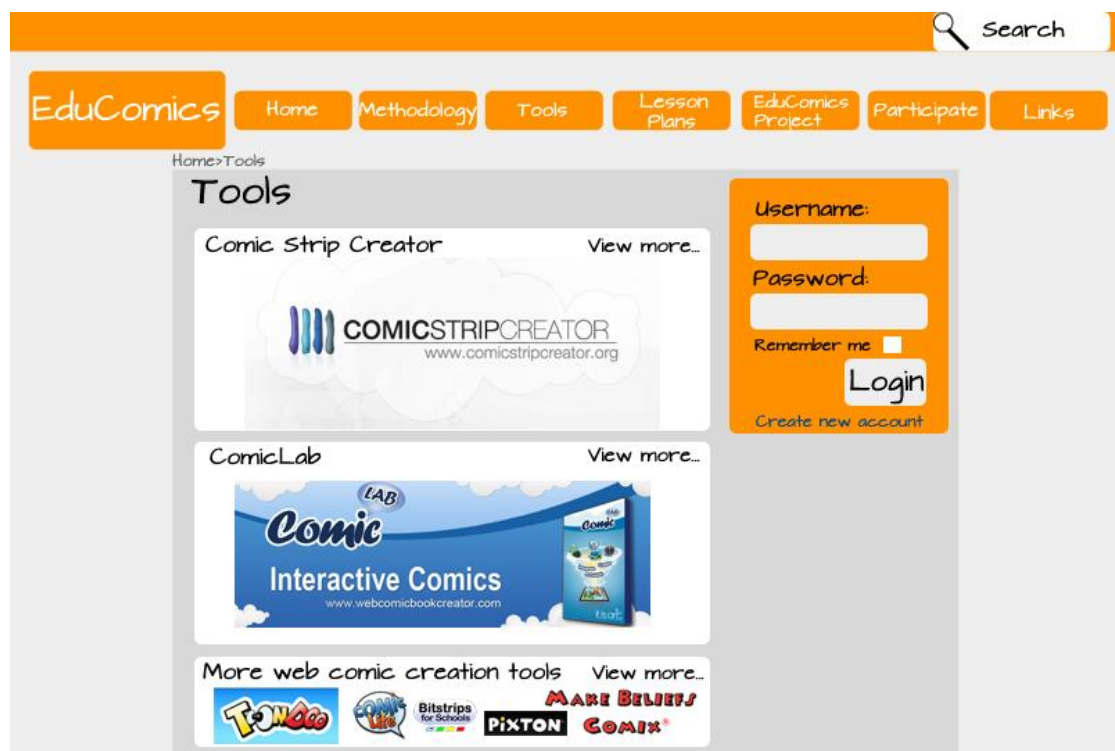 Search
EduComics
Home
Methodology
Tools
Lesson
Plans
EduComics
Project
Participate
Links
Home>Tools
Tools
Comic Strip Creator
View more...
COMICSTRIPCREATOR
www.comicstripcreator.org
Username:
Password:
Remember me
Login
Create new account
ComicLab
View more...
LAB
Comic
Interactive Comics
www.webcomicbookcreator.com
Comic
More web comic creation tools
View more...
TOONDOO
COMIC
Life
Bitstrips
for Schools
PIXTON
MAKE BELIEFS
COMIX